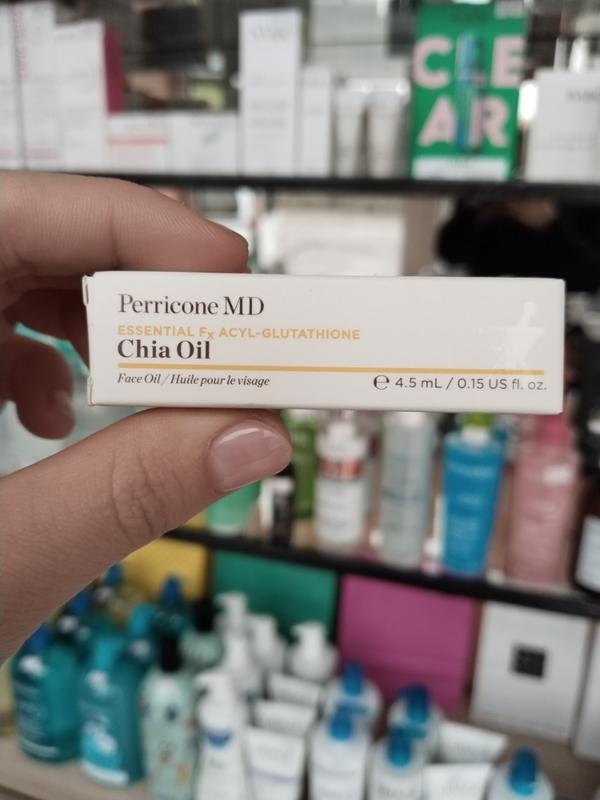 CLE
AR
Perricone MD
ESSENTIAL Fx ACYL-GLUTATHIONE
Chia Oil
Face Oil / Huile pour le visage
℮ 4.5 mL / 0.15 US fl. oz.